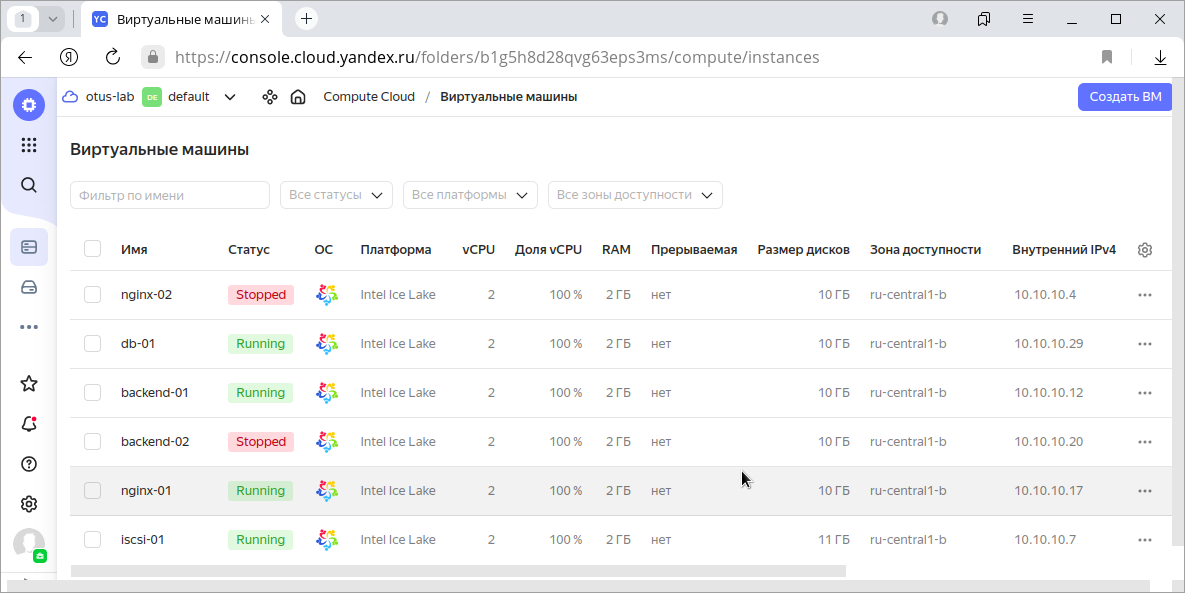 1
YC Виртуальные машинь
Я https://console.cloud.yandex.ru/folders/b1g5h8d28qvg63eps3ms/compute/instances
otus-lab DE default Compute Cloud / Виртуальные машины Создать ВМ
Виртуальные машины
Фильтр по имени Все статусы Все платформы Все зоны доступности
Имя Статус ОС Платформа vCPU Доля vCPU RAM Прерываемая Размер дисков Зона доступности Внутренний IPv4
nginx-02 Stopped Intel Ice Lake 2 100 % 2 ГБ нет 10 ГБ ru-central1-b 10.10.10.4
db-01 Running Intel Ice Lake 2 100 % 2 ГБ нет 10 ГБ ru-central1-b 10.10.10.29
backend-01 Running Intel Ice Lake 2 100 % 2 ГБ нет 10 ГБ ru-central1-b 10.10.10.12
backend-02 Stopped Intel Ice Lake 2 100 % 2 ГБ нет 10 ГБ ru-central1-b 10.10.10.20
nginx-01 Running Intel Ice Lake 2 100 % 2 ГБ нет 10 ГБ ru-central1-b 10.10.10.17
iscsi-01 Running Intel Ice Lake 2 100 % 2 ГБ нет 11 ГБ ru-central1-b 10.10.10.7